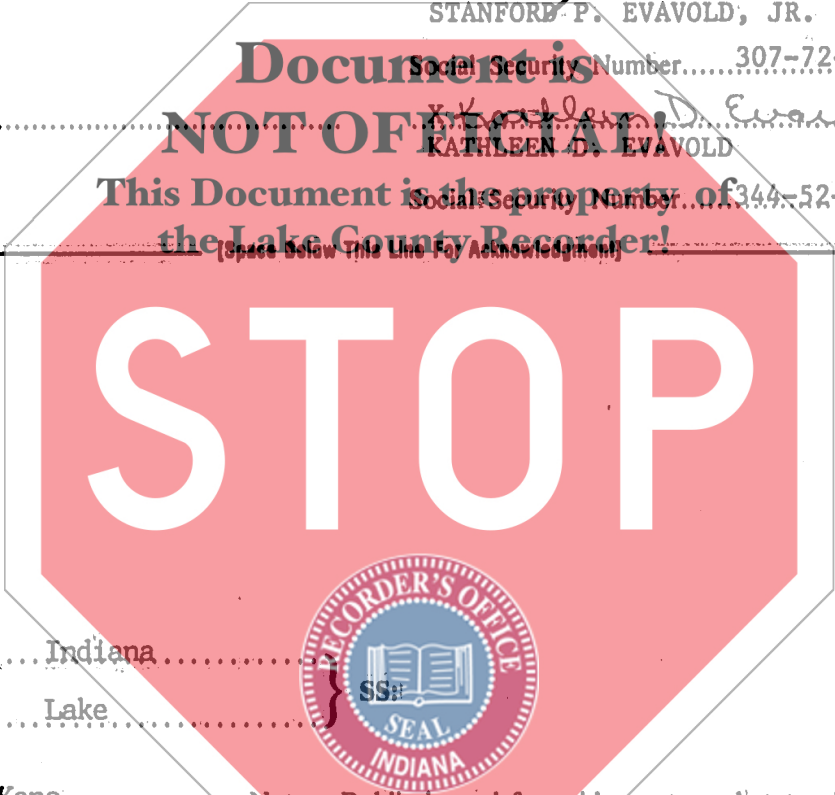 STANFORD P. EVAVOLD, JR.
Document is
Social Security Number.......307-72-
NOT OFFICIAL!
X Kathleen D. Evav
KATHLEEN D. EVAVOLD
This Document is the property of
Social Security Number.......344-52-
the Lake County Recorder!
[Space Below This Line For Acknowledgment]
STOP
RECORDER'S OFFICE
SEAL
INDIANA
Indiana
SS:
Lake